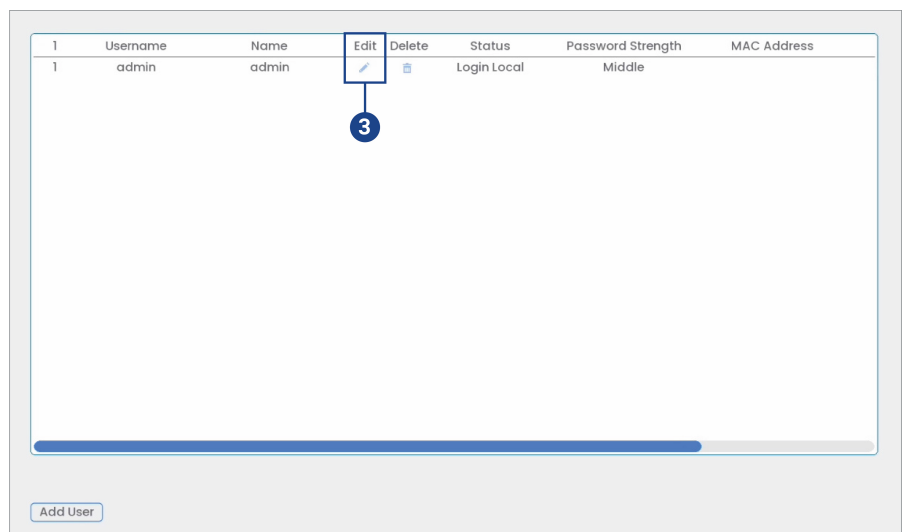 1 Username Name Edit Delete Status Password Strength MAC Address
1 admin admin Login Local Middle
3
Add User